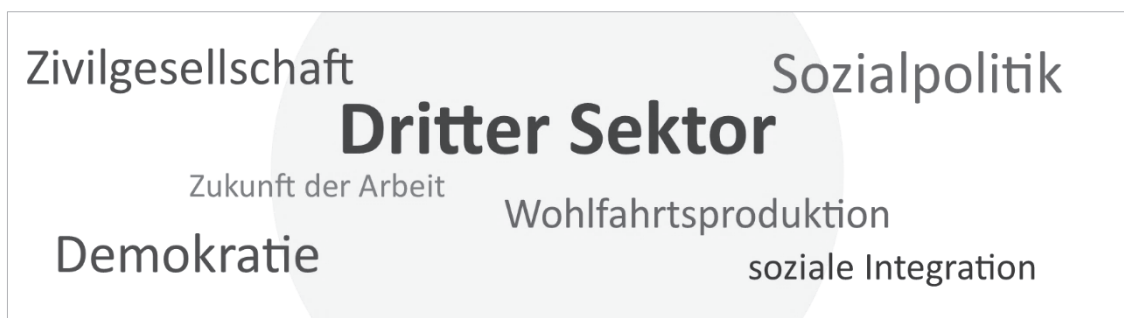 Zivilgesellschaft
Sozialpolitik
Dritter Sektor
Zukunft der Arbeit
Wohlfahrtsproduktion
Demokratie
soziale Integration